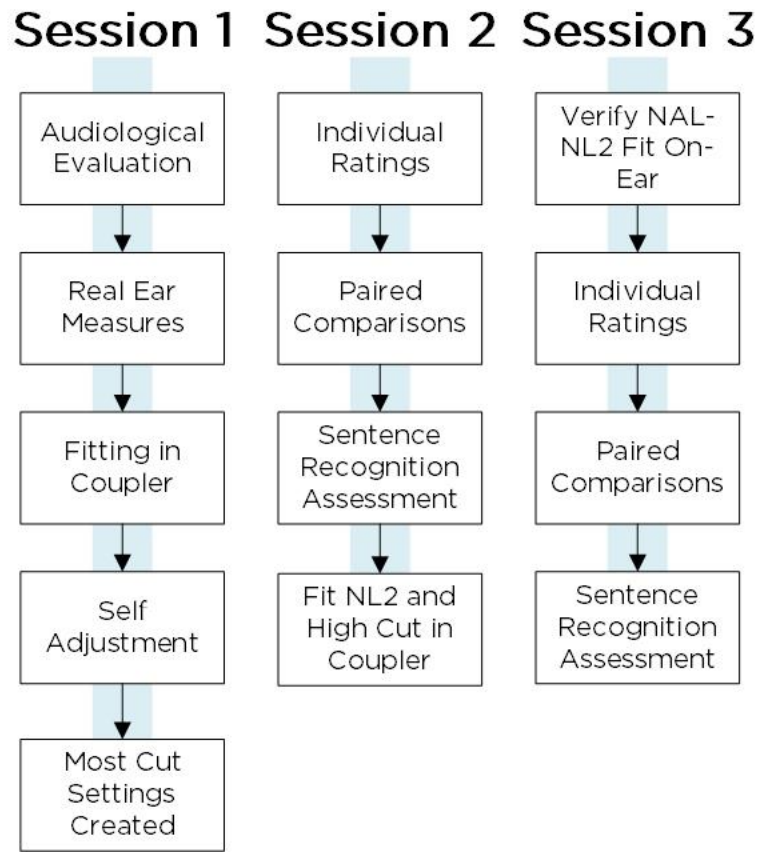 Session 1
Audiological
Evaluation
Real Ear
Measures
Fitting in
Coupler
Self
Adjustment
Most Cut
Settings
Created
Session 2
Individual
Ratings
Paired
Comparisons
Sentence
Recognition
Assessment
Fit NL2 and
High Cut in
Coupler
Session 3
Verify NAL-
NL2 Fit On-
Ear
Individual
Ratings
Paired
Comparisons
Sentence
Recognition
Assessment